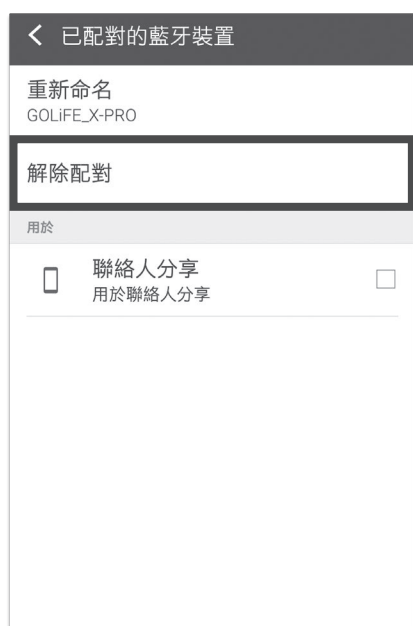 已配對的藍牙裝置
重新命名
GOLiFE_X-PRO
解除配對
用於
聯絡人分享
用於聯絡人分享